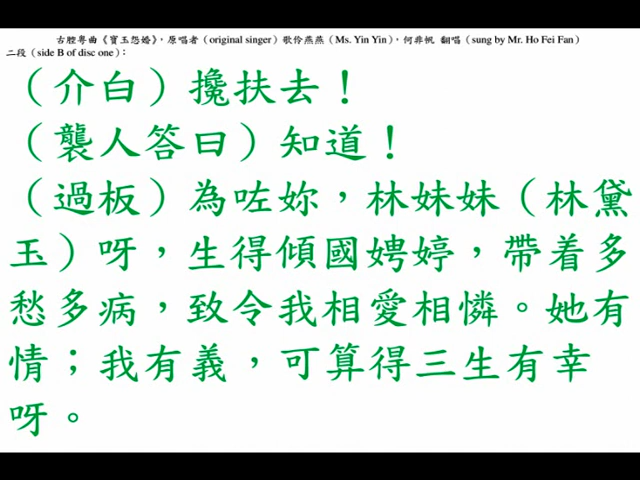 古腔粵曲《寶玉怨婚》，原唱者（original singer）歌伶燕燕（Ms. Yin Yin），何非帆 翻唱（sung by Mr. Ho Fei Fan）
二段（side B of disc one）：
（介白）攙扶去！
（襲人答曰）知道！
（過板）為咗妳，林妹妹（林黛
玉）呀，生得傾國娉婷，帶着多
愁多病，致令我相愛相憐。她有
情；我有義，可算得三生有幸
呀。